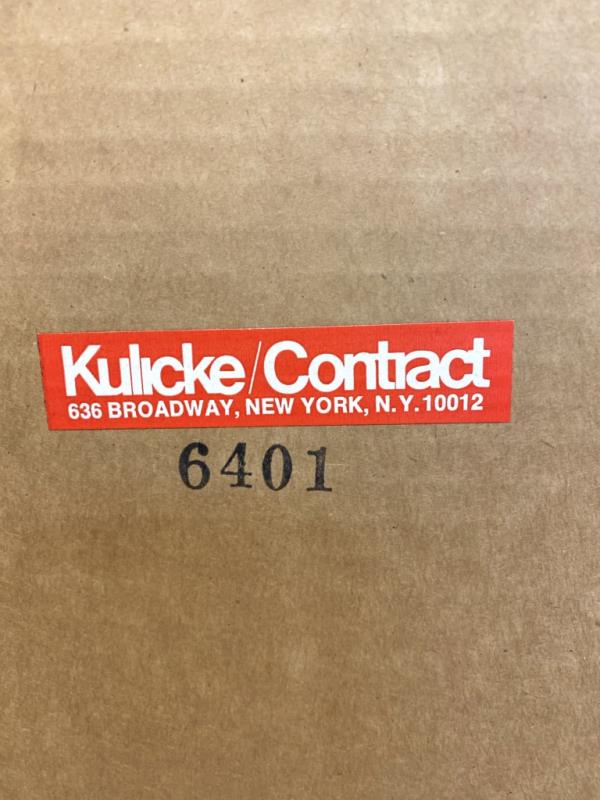 Kulicke/Contract
636 BROADWAY, NEW YORK, N.Y.10012
6401